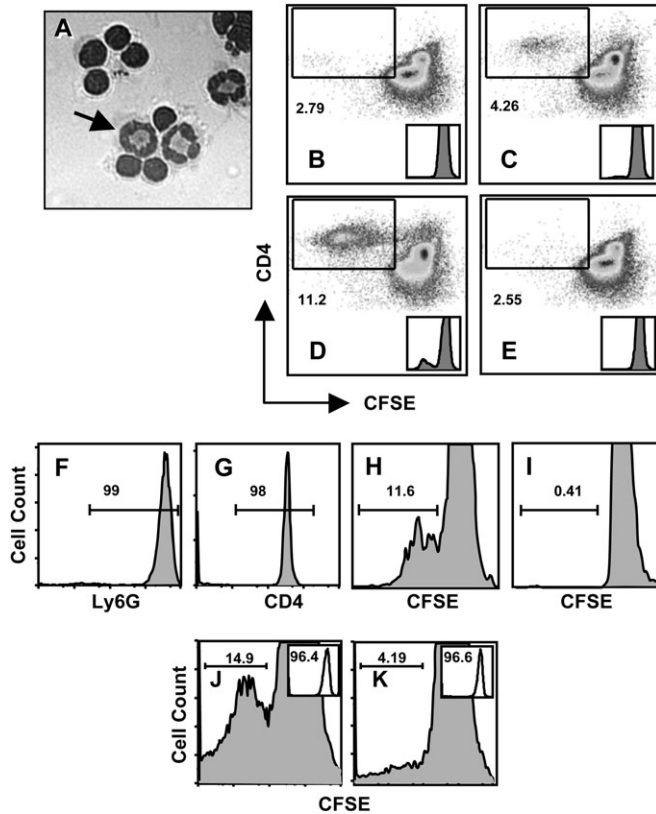 A
2.79
B
4.26
C
11.2
D
2.55
E
CD4
CFSE
F
99
Ly6G
G
98
CD4
H
11.6
CFSE
I
0.41
CFSE
Cell Count
J
14.9
96.4
K
4.19
96.6
Cell Count
CFSE